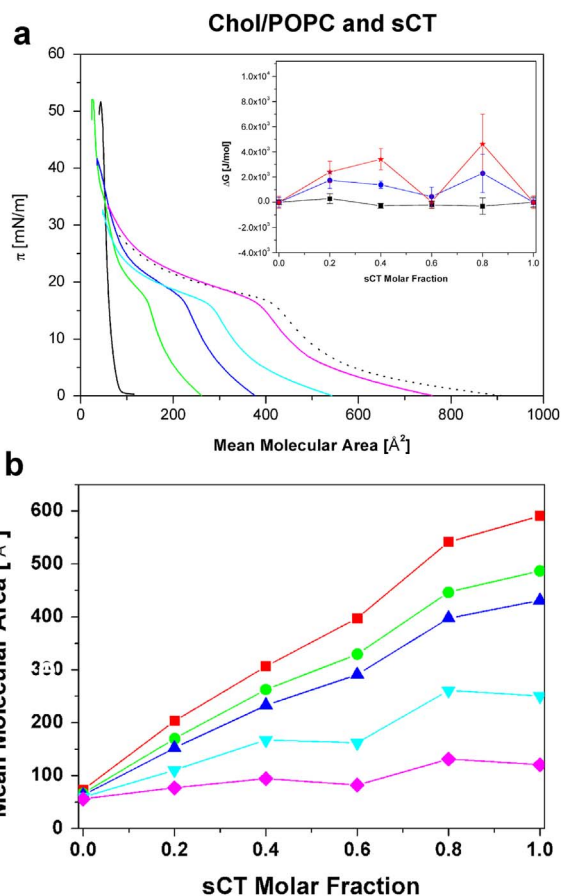 Chol/POPC and sCT
a
60
50
40
30
20
10
0
π [mN/m]
0 200 400 600 800 1000
Mean Molecular Area [Å²]
1.0x10⁴
8.0x10³
6.0x10³
4.0x10³
2.0x10³
0.0
-2.0x10³
-4.0x10³
ΔG [J/mol]
0.0 0.2 0.4 0.6 0.8 1.0
sCT Molar Fraction
b
600
500
400
200
100
0
Mean Molecular Area [
0.0 0.2 0.4 0.6 0.8 1.0
sCT Molar Fraction